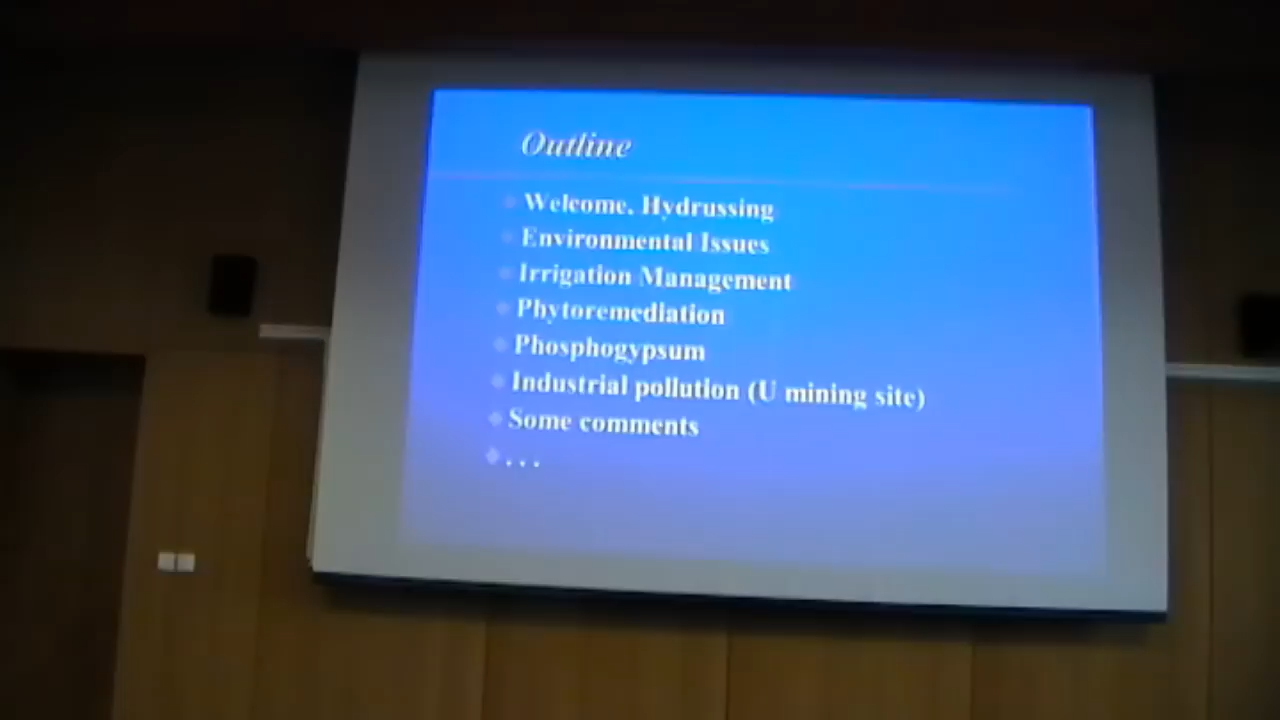 Outline
Welcome. Hydrussing
Environmental Issues
Irrigation Management
Phytoremediation
Phosphogypsum
Industrial pollution (U mining site)
Some comments
. . .